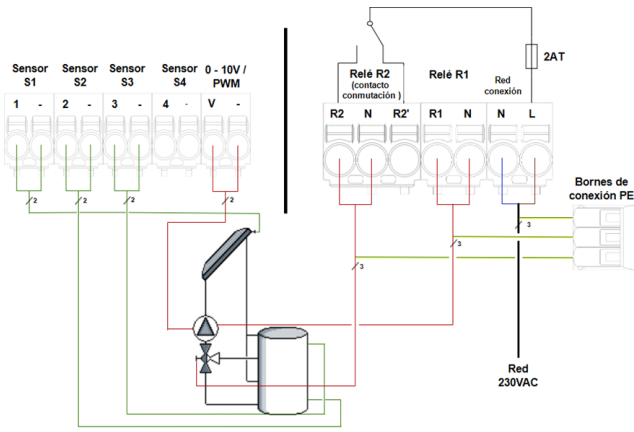 2AT
Sensor S1
Sensor S2
Sensor S3
Sensor S4
0 - 10V / PWM
Relé R2
(contacto
conmutación )
Relé R1
Red
conexión
1 - 2 - 3 - 4 - V -
R2 N R2' R1 N N L
Bornes de
conexión PE
2 2 2 2
3 3 3
Red
230VAC